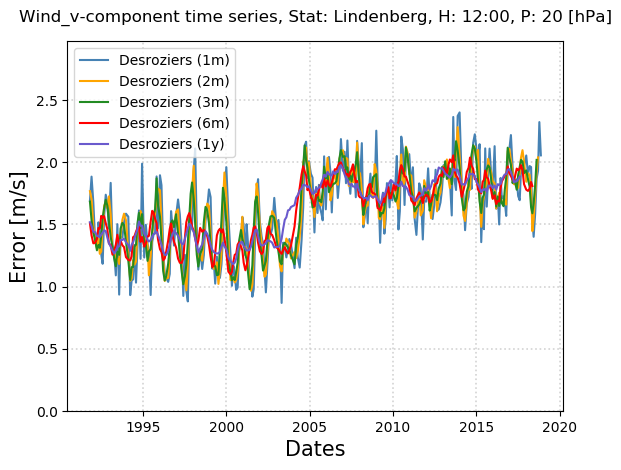 Wind_v-component time series, Stat: Lindenberg, H: 12:00, P: 20 [hPa]
Desroziers (1m)
Desroziers (2m)
Desroziers (3m)
Desroziers (6m)
Desroziers (1y)
Error [m/s]
2.5
2.0
1.5
1.0
0.5
0.0
1995 2000 2005 2010 2015 2020
Dates